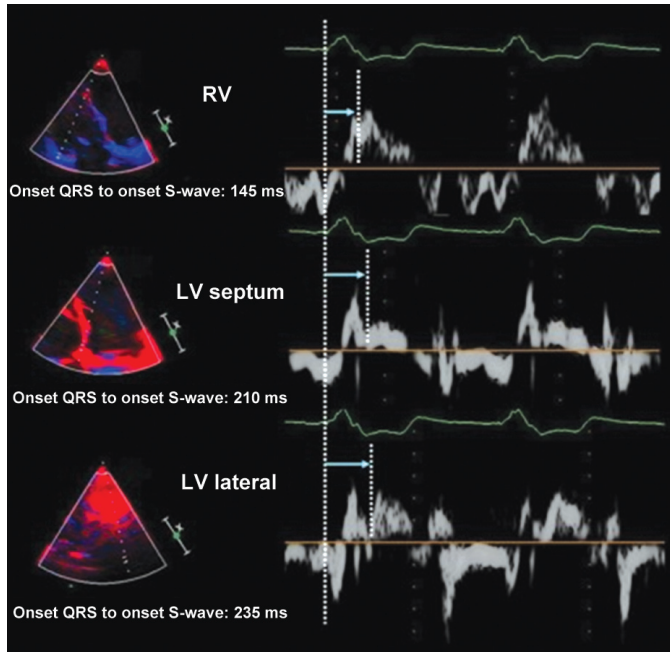 RV
Onset QRS to onset S-wave: 145 ms
LV septum
Onset QRS to onset S-wave: 210 ms
LV lateral
Onset QRS to onset S-wave: 235 ms